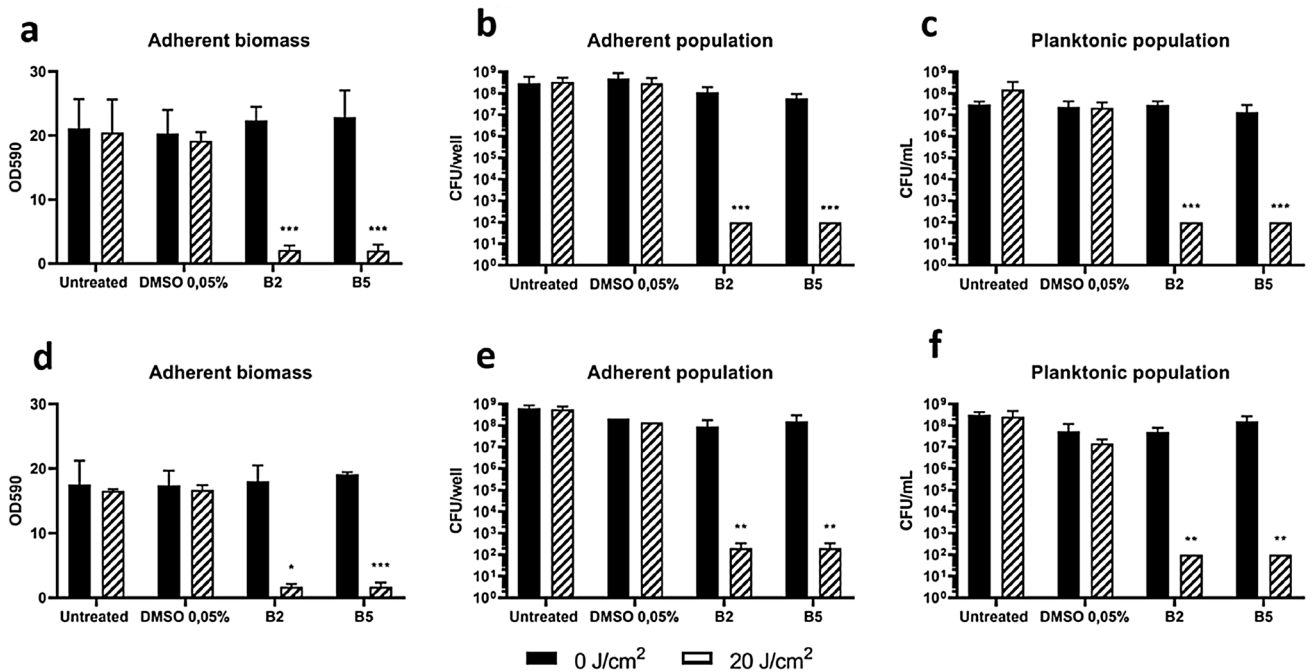 a
Adherent biomass
30
20
10
0
OD590
***
***
Untreated
DMSO 0,05%
B2
B5
b
Adherent population
10⁹
10⁸
10⁷
10⁶
10⁵
10⁴
10³
10²
10¹
10⁰
CFU/well
***
***
Untreated
DMSO 0,05%
B2
B5
c
Planktonic population
10⁹
10⁸
10⁷
10⁶
10⁵
10⁴
10³
10²
10¹
10⁰
CFU/mL
***
***
Untreated
DMSO 0,05%
B2
B5
d
Adherent biomass
30
20
10
0
OD590
*
***
Untreated
DMSO 0,05%
B2
B5
e
Adherent population
10⁹
10⁸
10⁷
10⁶
10⁵
10⁴
10³
10²
10¹
10⁰
CFU/well
**
**
Untreated
DMSO 0,05%
B2
B5
f
Planktonic population
10⁹
10⁸
10⁷
10⁶
10⁵
10⁴
10³
10²
10¹
10⁰
CFU/mL
**
**
Untreated
DMSO 0,05%
B2
B5
0 J/cm²
20 J/cm²